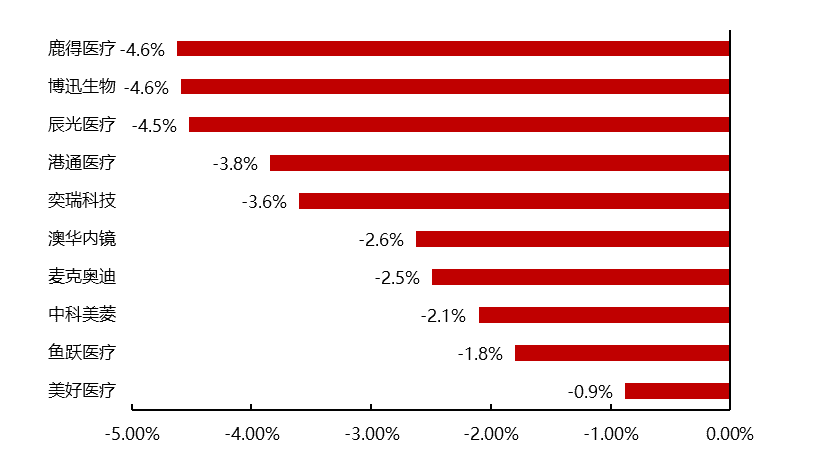 鹿得医疗 -4.6%
博迅生物 -4.6%
辰光医疗 -4.5%
港通医疗 -3.8%
奕瑞科技 -3.6%
澳华内镜 -2.6%
麦克奥迪 -2.5%
中科美菱 -2.1%
鱼跃医疗 -1.8%
美好医疗 -0.9%
-5.00% -4.00% -3.00% -2.00% -1.00% 0.00%